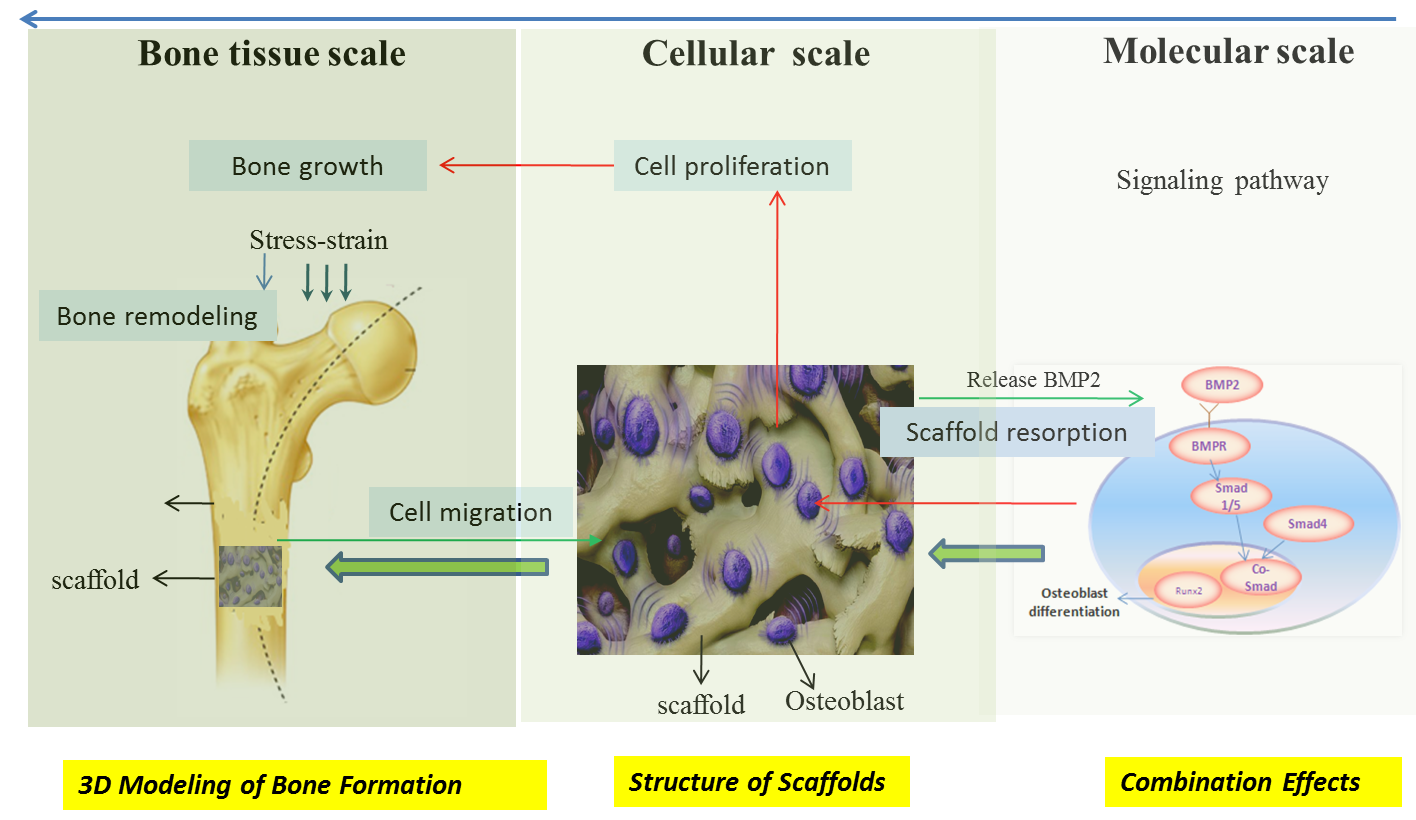 Bone tissue scale
Cellular scale
Molecular scale
Bone growth
Cell proliferation
Signaling pathway
Stress-strain
Bone remodeling
Release BMP2
BMP2
Scaffold resorption
BMPR
Smad
1/5
Smad4
Cell migration
Co-
Smad
Runx2
scaffold
Osteoblast
differentiation
scaffold
Osteoblast
3D Modeling of Bone Formation
Structure of Scaffolds
Combination Effects